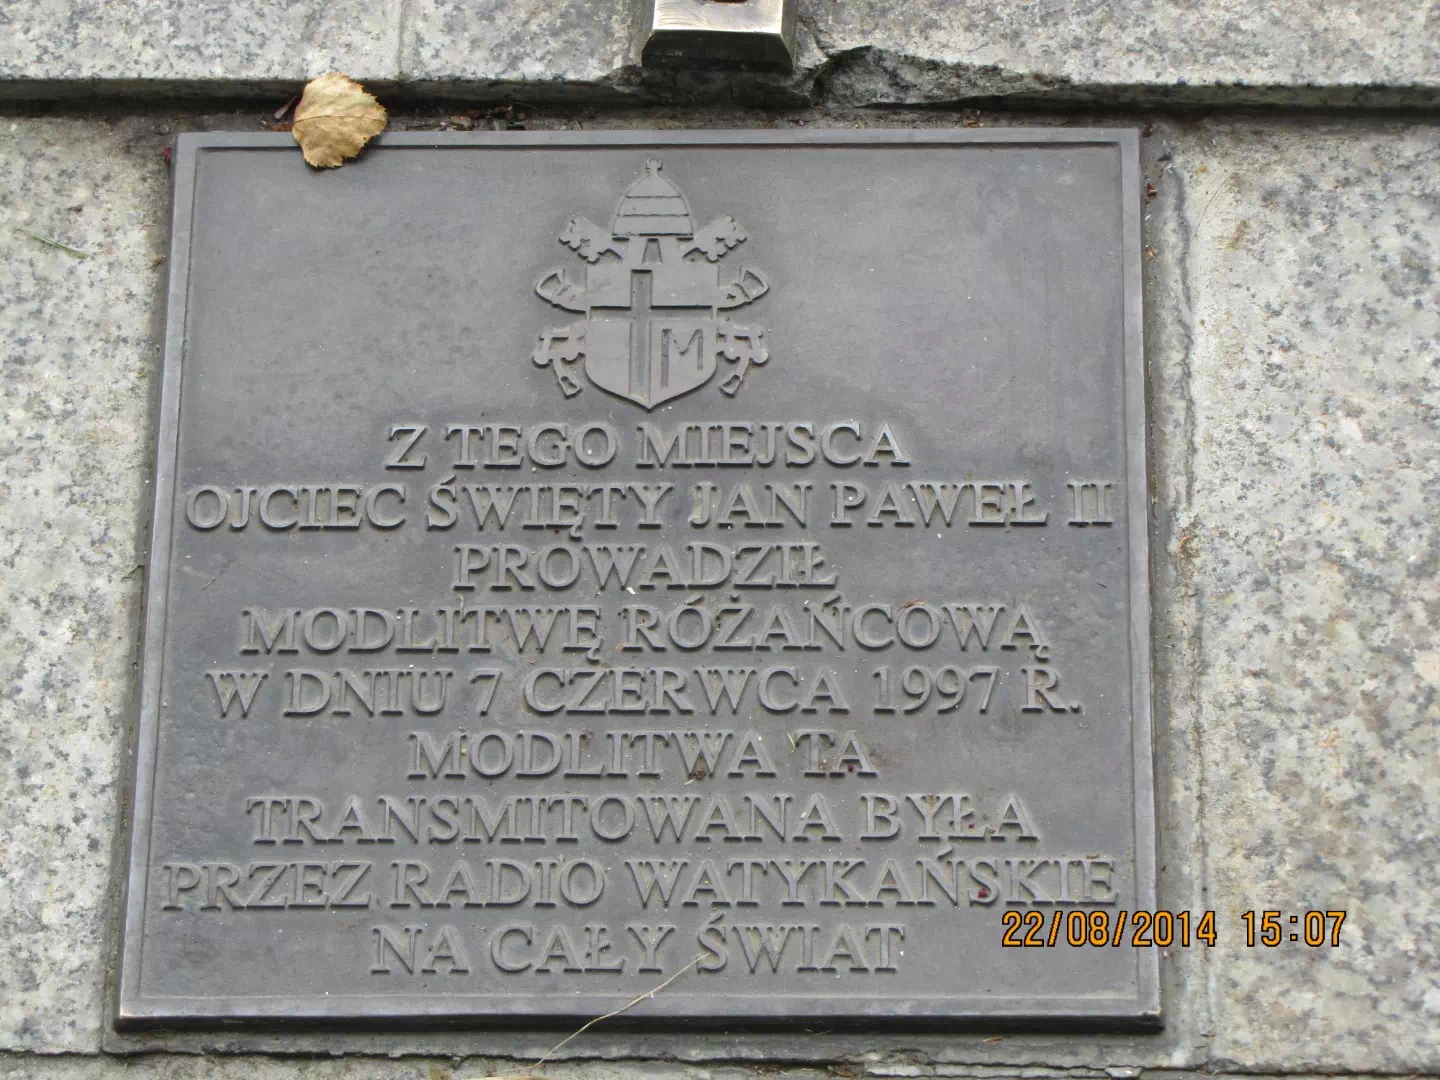 M
Z TEGO MIEJSCA
OJCIEC ŚWIĘTY JAN PAWEŁ II
PROWADZIŁ
MODLITWĘ RÓŻAŃCOWĄ
W DNIU 7 CZERWCA 1997 R.
MODLITWA TA
TRANSMITOWANA BYŁA
PRZEZ RADIO WATYKAŃSKIE
NA CAŁY ŚWIAT
22/08/2014 15:07